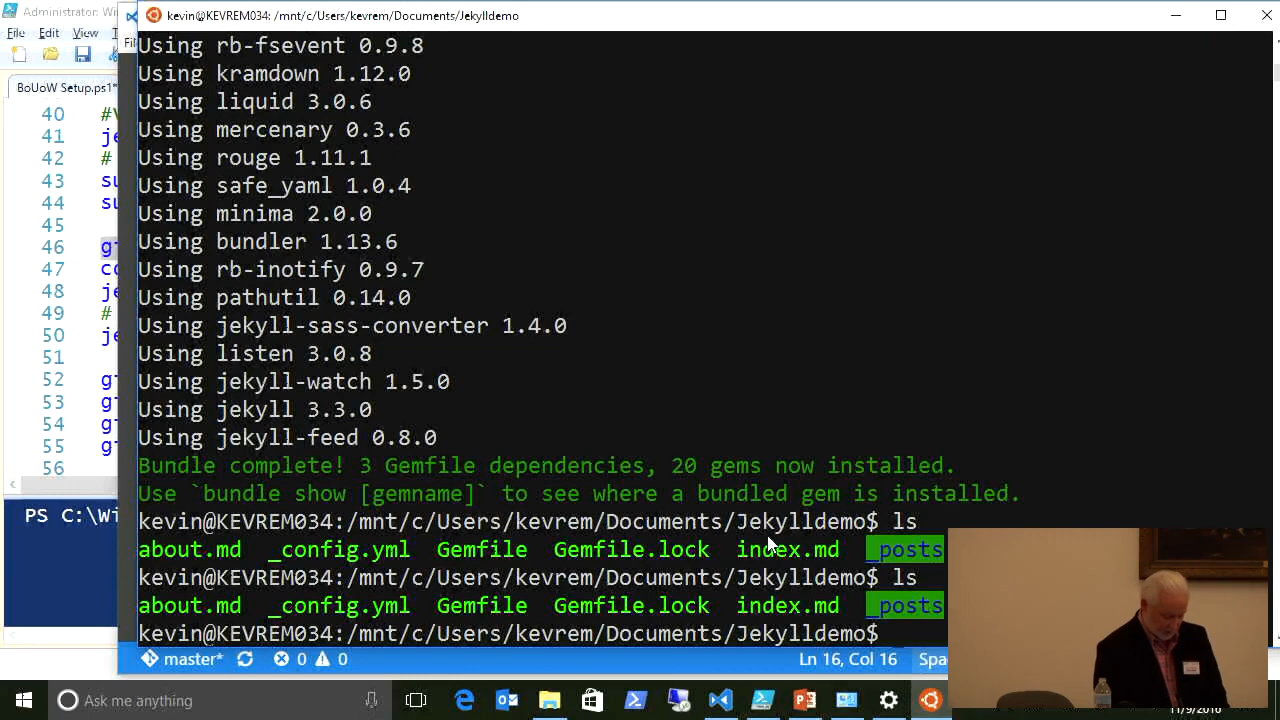 Administrator: Wi
File Edit View
BoUoW Setup.ps1*
40
41
42 #
43
44
45
46
47
48
49 #
50
51
52
53
54
55
56
PS C:\Wi
kevin@KEVREM034: /mnt/c/Users/kevrem/Documents/Jekylldemo
Using rb-fsevent 0.9.8
Using kramdown 1.12.0
Using liquid 3.0.6
Using mercenary 0.3.6
Using rouge 1.11.1
Using safe_yaml 1.0.4
Using minima 2.0.0
Using bundler 1.13.6
Using rb-inotify 0.9.7
Using pathutil 0.14.0
Using jekyll-sass-converter 1.4.0
Using listen 3.0.8
Using jekyll-watch 1.5.0
Using jekyll 3.3.0
Using jekyll-feed 0.8.0
Bundle complete! 3 Gemfile dependencies, 20 gems now installed.
Use `bundle show [gemname]` to see where a bundled gem is installed.
kevin@KEVREM034:/mnt/c/Users/kevrem/Documents/Jekylldemo$ ls
about.md _config.yml Gemfile Gemfile.lock index.md _posts
kevin@KEVREM034:/mnt/c/Users/kevrem/Documents/Jekylldemo$ ls
about.md _config.yml Gemfile Gemfile.lock index.md _posts
kevin@KEVREM034:/mnt/c/Users/kevrem/Documents/Jekylldemo$
master* 0 0 Ln 16, Col 16 Spa
Ask me anything
11/9/2016